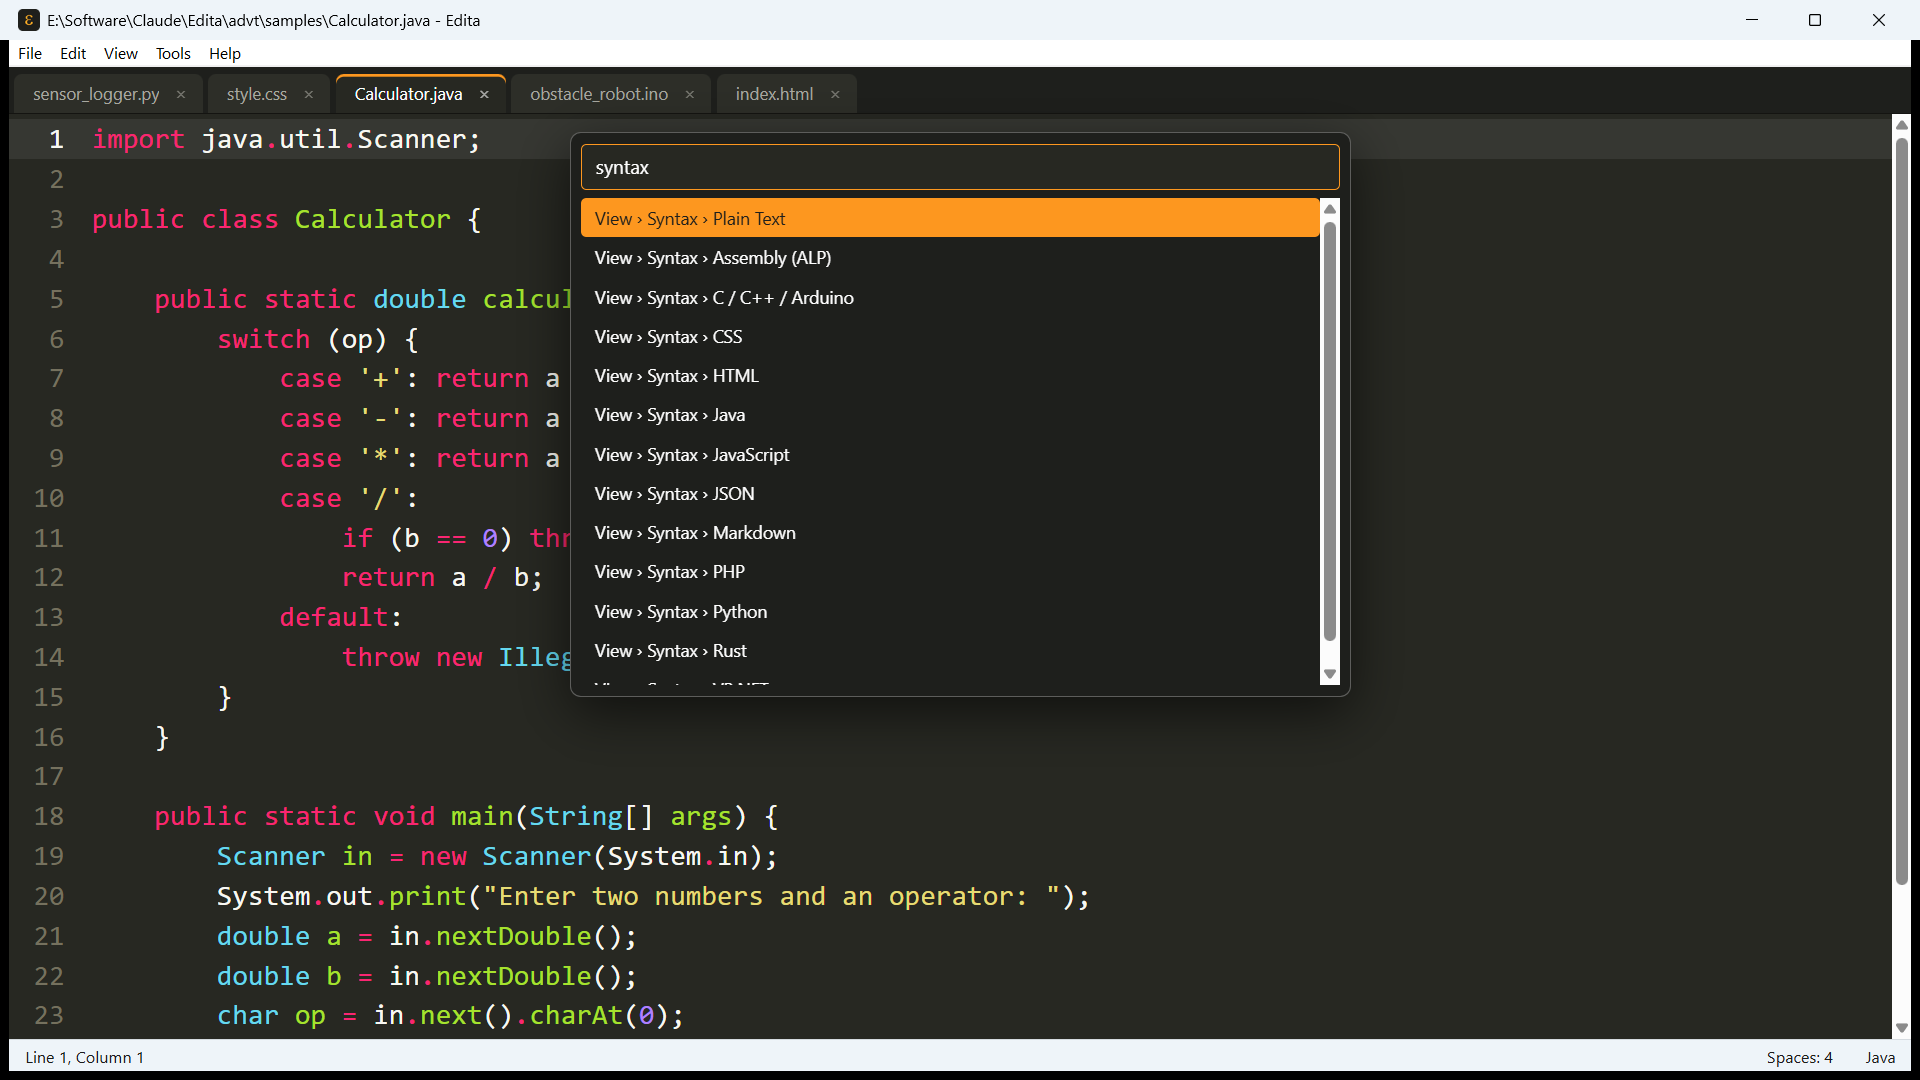 E:\Software\Claude\Edita\advt\samples\Calculator.java - Edita
File Edit View Tools Help
sensor_logger.py × style.css × Calculator.java × obstacle_robot.ino × index.html ×
syntax
View › Syntax › Plain Text
View › Syntax › Assembly (ALP)
View › Syntax › C / C++ / Arduino
View › Syntax › CSS
View › Syntax › HTML
View › Syntax › Java
View › Syntax › JavaScript
View › Syntax › JSON
View › Syntax › Markdown
View › Syntax › PHP
View › Syntax › Python
View › Syntax › Rust
1 import java.util.Scanner;
2
3 public class Calculator {
4
5 public static double calcul
6 switch (op) {
7 case '+': return a
8 case '-': return a
9 case '*': return a
10 case '/':
11 if (b == 0) thr
12 return a / b;
13 default:
14 throw new Illeg
15 }
16 }
17
18 public static void main(String[] args) {
19 Scanner in = new Scanner(System.in);
20 System.out.print("Enter two numbers and an operator: ");
21 double a = in.nextDouble();
22 double b = in.nextDouble();
23 char op = in.next().charAt(0);
Line 1, Column 1 Spaces: 4 Java